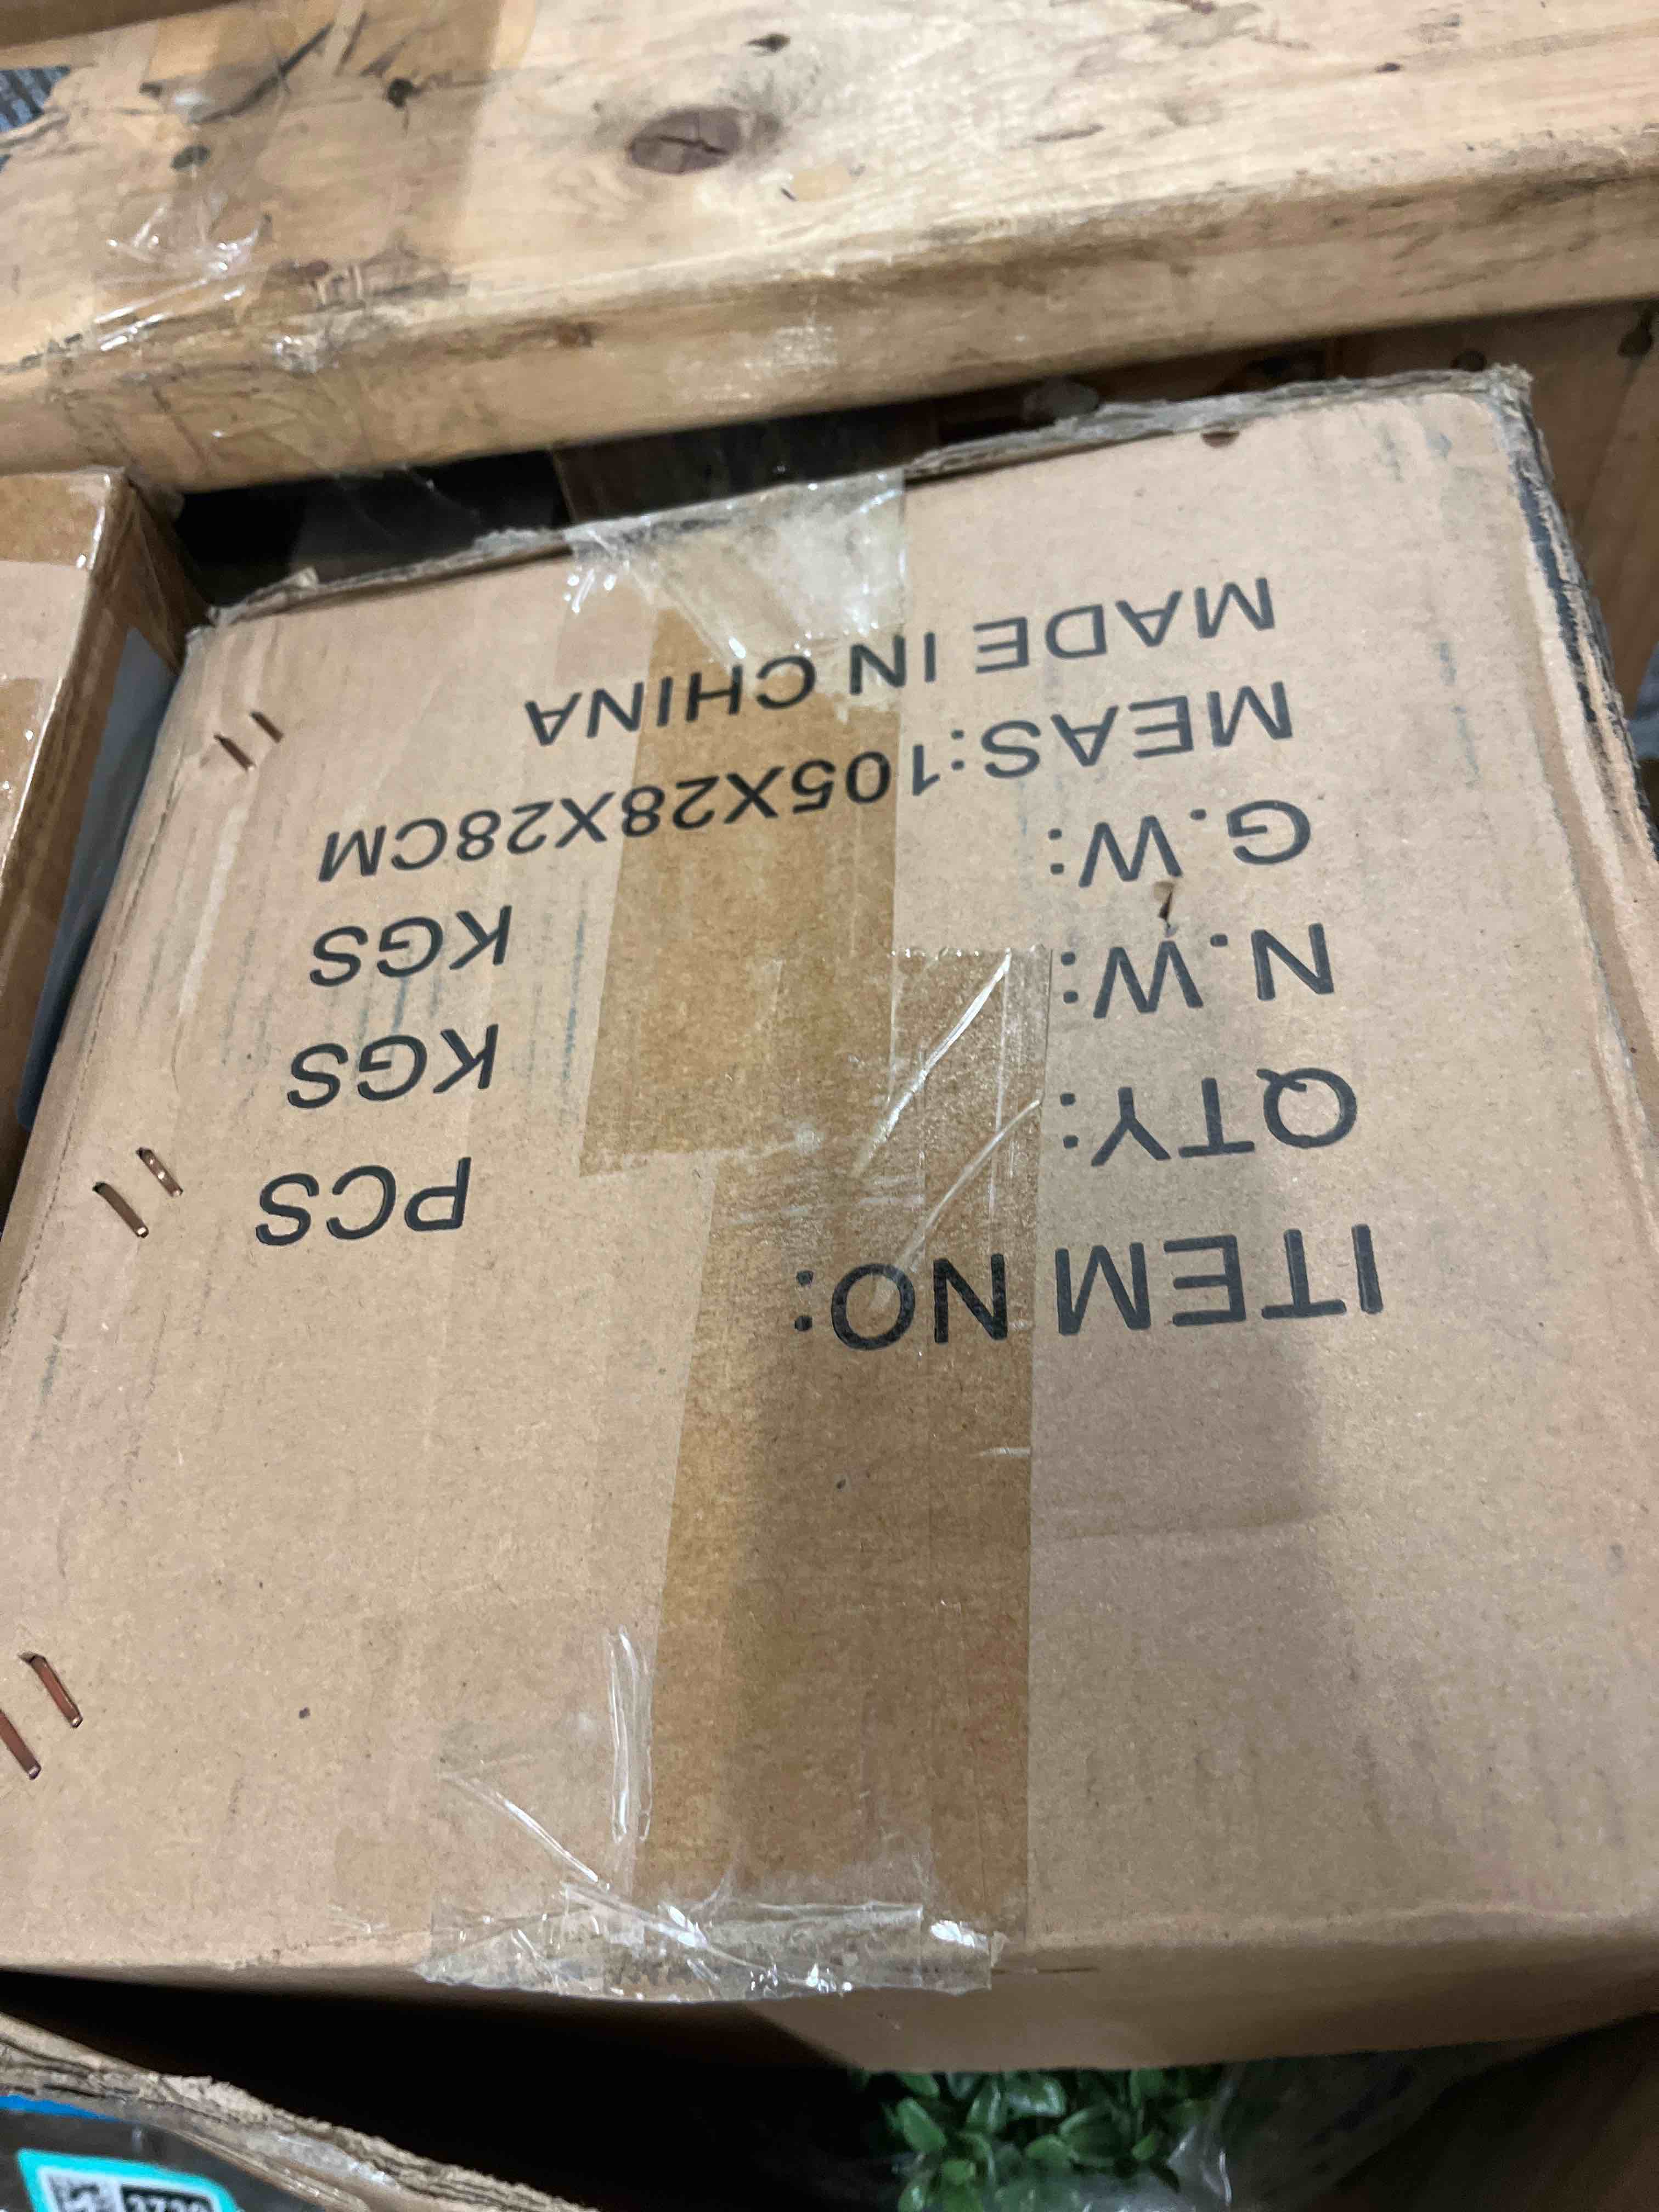 ITEM NO:
QTY: PCS
N.W: KGS
G.W: KGS
MEAS:105X28X28CM
MADE IN CHINA